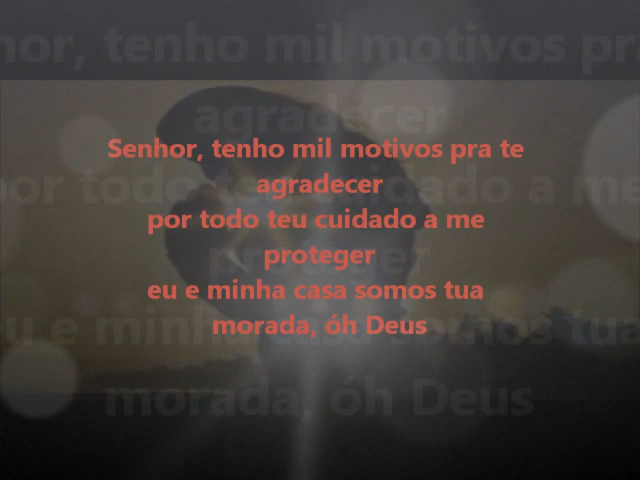 Senhor, tenho mil motivos pra te
agradecer
por todo teu cuidado a me
proteger
eu e minha casa somos tua
morada, óh Deus